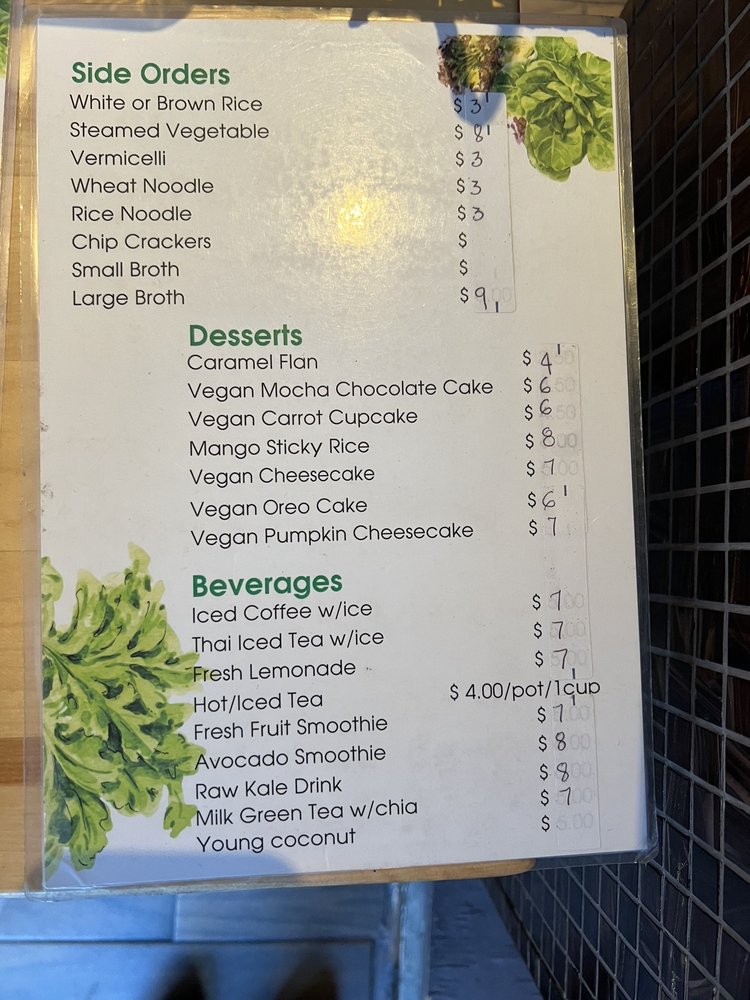 Side Orders
White or Brown Rice $ 3
Steamed Vegetable $ 8
Vermicelli $ 3
Wheat Noodle $ 3
Rice Noodle $ 3
Chip Crackers $
Small Broth $
Large Broth $ 9
Desserts
Caramel Flan $ 4
Vegan Mocha Chocolate Cake $ 6
Vegan Carrot Cupcake $ 6
Mango Sticky Rice $ 8
Vegan Cheesecake $ 7
Vegan Oreo Cake $ 6
Vegan Pumpkin Cheesecake $ 7
Beverages
Iced Coffee w/ice $ 7
Thai Iced Tea w/ice $ 7
Fresh Lemonade $ 7
Hot/Iced Tea $ 4.00/pot/1cup
Fresh Fruit Smoothie $ 7
Avocado Smoothie $ 8
Raw Kale Drink $ 8
Milk Green Tea w/chia $ 7
Young coconut $